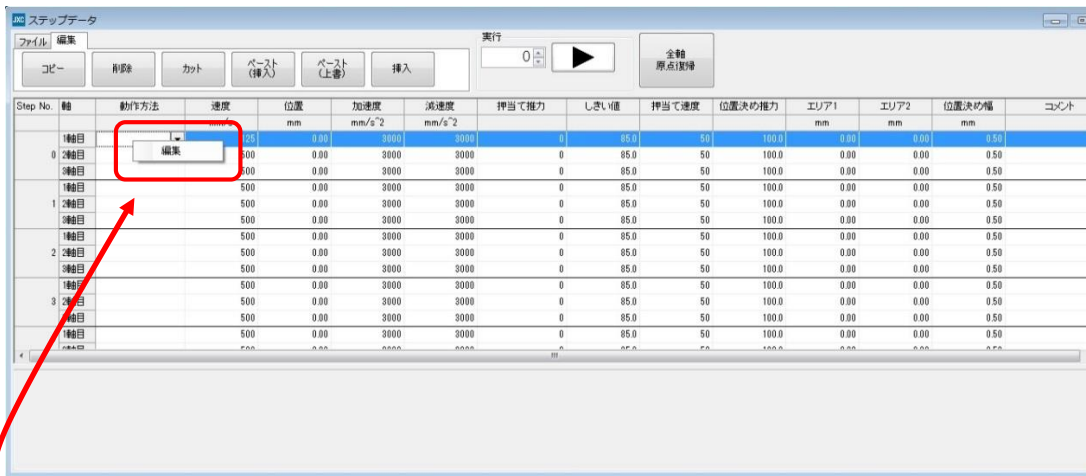 JXC ステップデータ
ファイル 編集
コピー 削除 カット ペースト(挿入) ペースト(上書) 挿入
実行
0
全軸
原点復帰
Step No. 軸 動作方法 速度 位置 加速度 減速度 押当て推力 しきい値 押当て速度 位置決め推力 エリア1 エリア2 位置決め幅 コメント
mm/s mm mm/s^2 mm/s^2 mm mm mm
1軸目 125 0.00 3000 3000 0 85.0 50 100.0 0.00 0.00 0.50
編集
0 2軸目 500 0.00 3000 3000 0 85.0 50 100.0 0.00 0.00 0.50
3軸目 500 0.00 3000 3000 0 85.0 50 100.0 0.00 0.00 0.50
1軸目 500 0.00 3000 3000 0 85.0 50 100.0 0.00 0.00 0.50
1 2軸目 500 0.00 3000 3000 0 85.0 50 100.0 0.00 0.00 0.50
3軸目 500 0.00 3000 3000 0 85.0 50 100.0 0.00 0.00 0.50
1軸目 500 0.00 3000 3000 0 85.0 50 100.0 0.00 0.00 0.50
2 2軸目 500 0.00 3000 3000 0 85.0 50 100.0 0.00 0.00 0.50
3軸目 500 0.00 3000 3000 0 85.0 50 100.0 0.00 0.00 0.50
1軸目 500 0.00 3000 3000 0 85.0 50 100.0 0.00 0.00 0.50
3 2軸目 500 0.00 3000 3000 0 85.0 50 100.0 0.00 0.00 0.50
軸目 500 0.00 3000 3000 0 85.0 50 100.0 0.00 0.00 0.50
1軸目 500 0.00 3000 3000 0 85.0 50 100.0 0.00 0.00 0.50